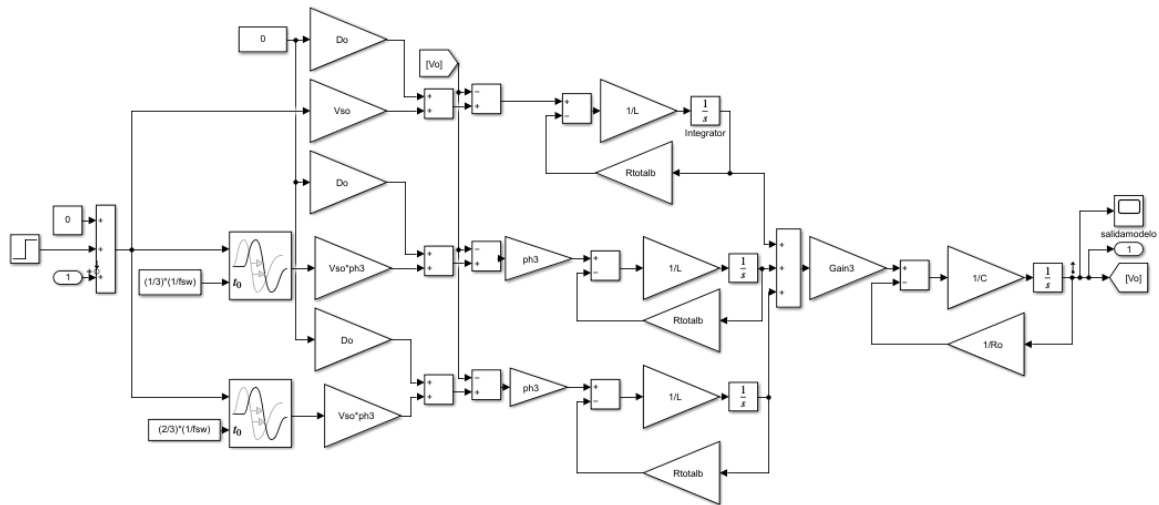 0
Do
[Vo]
Vso
1/L
1
s
Integrator
Rtotalb
Do
0
1
t₀
(1/3)*(1/fsw)
Vso*ph3
ph3
1/L
1
s
Rtotalb
Gain3
1/C
1
s
1/Ro
salidamodelo
1
[Vo]
Do
t₀
(2/3)*(1/fsw)
Vso*ph3
ph3
1/L
1
s
Rtotalb